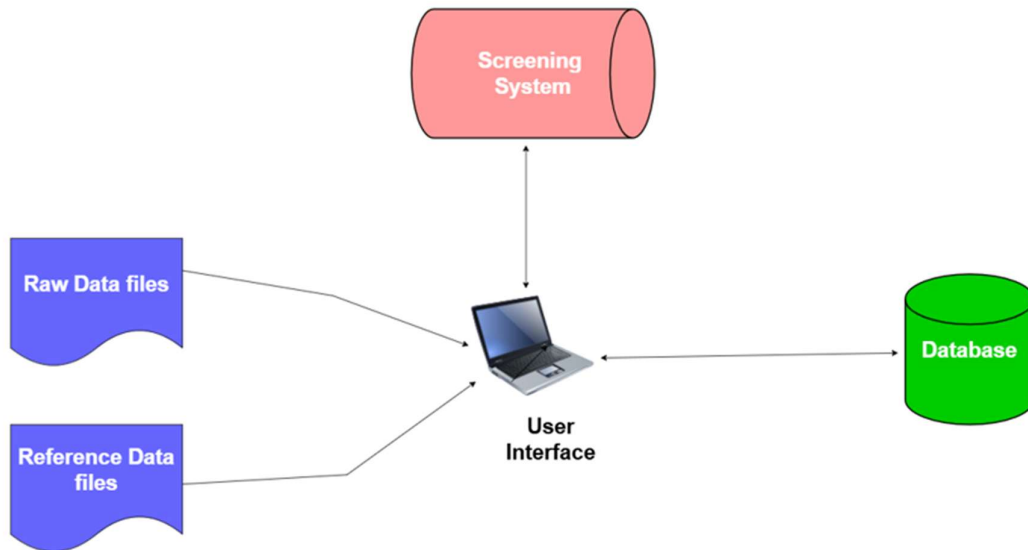 Screening
System
Raw Data files
Reference Data
files
User
Interface
Database